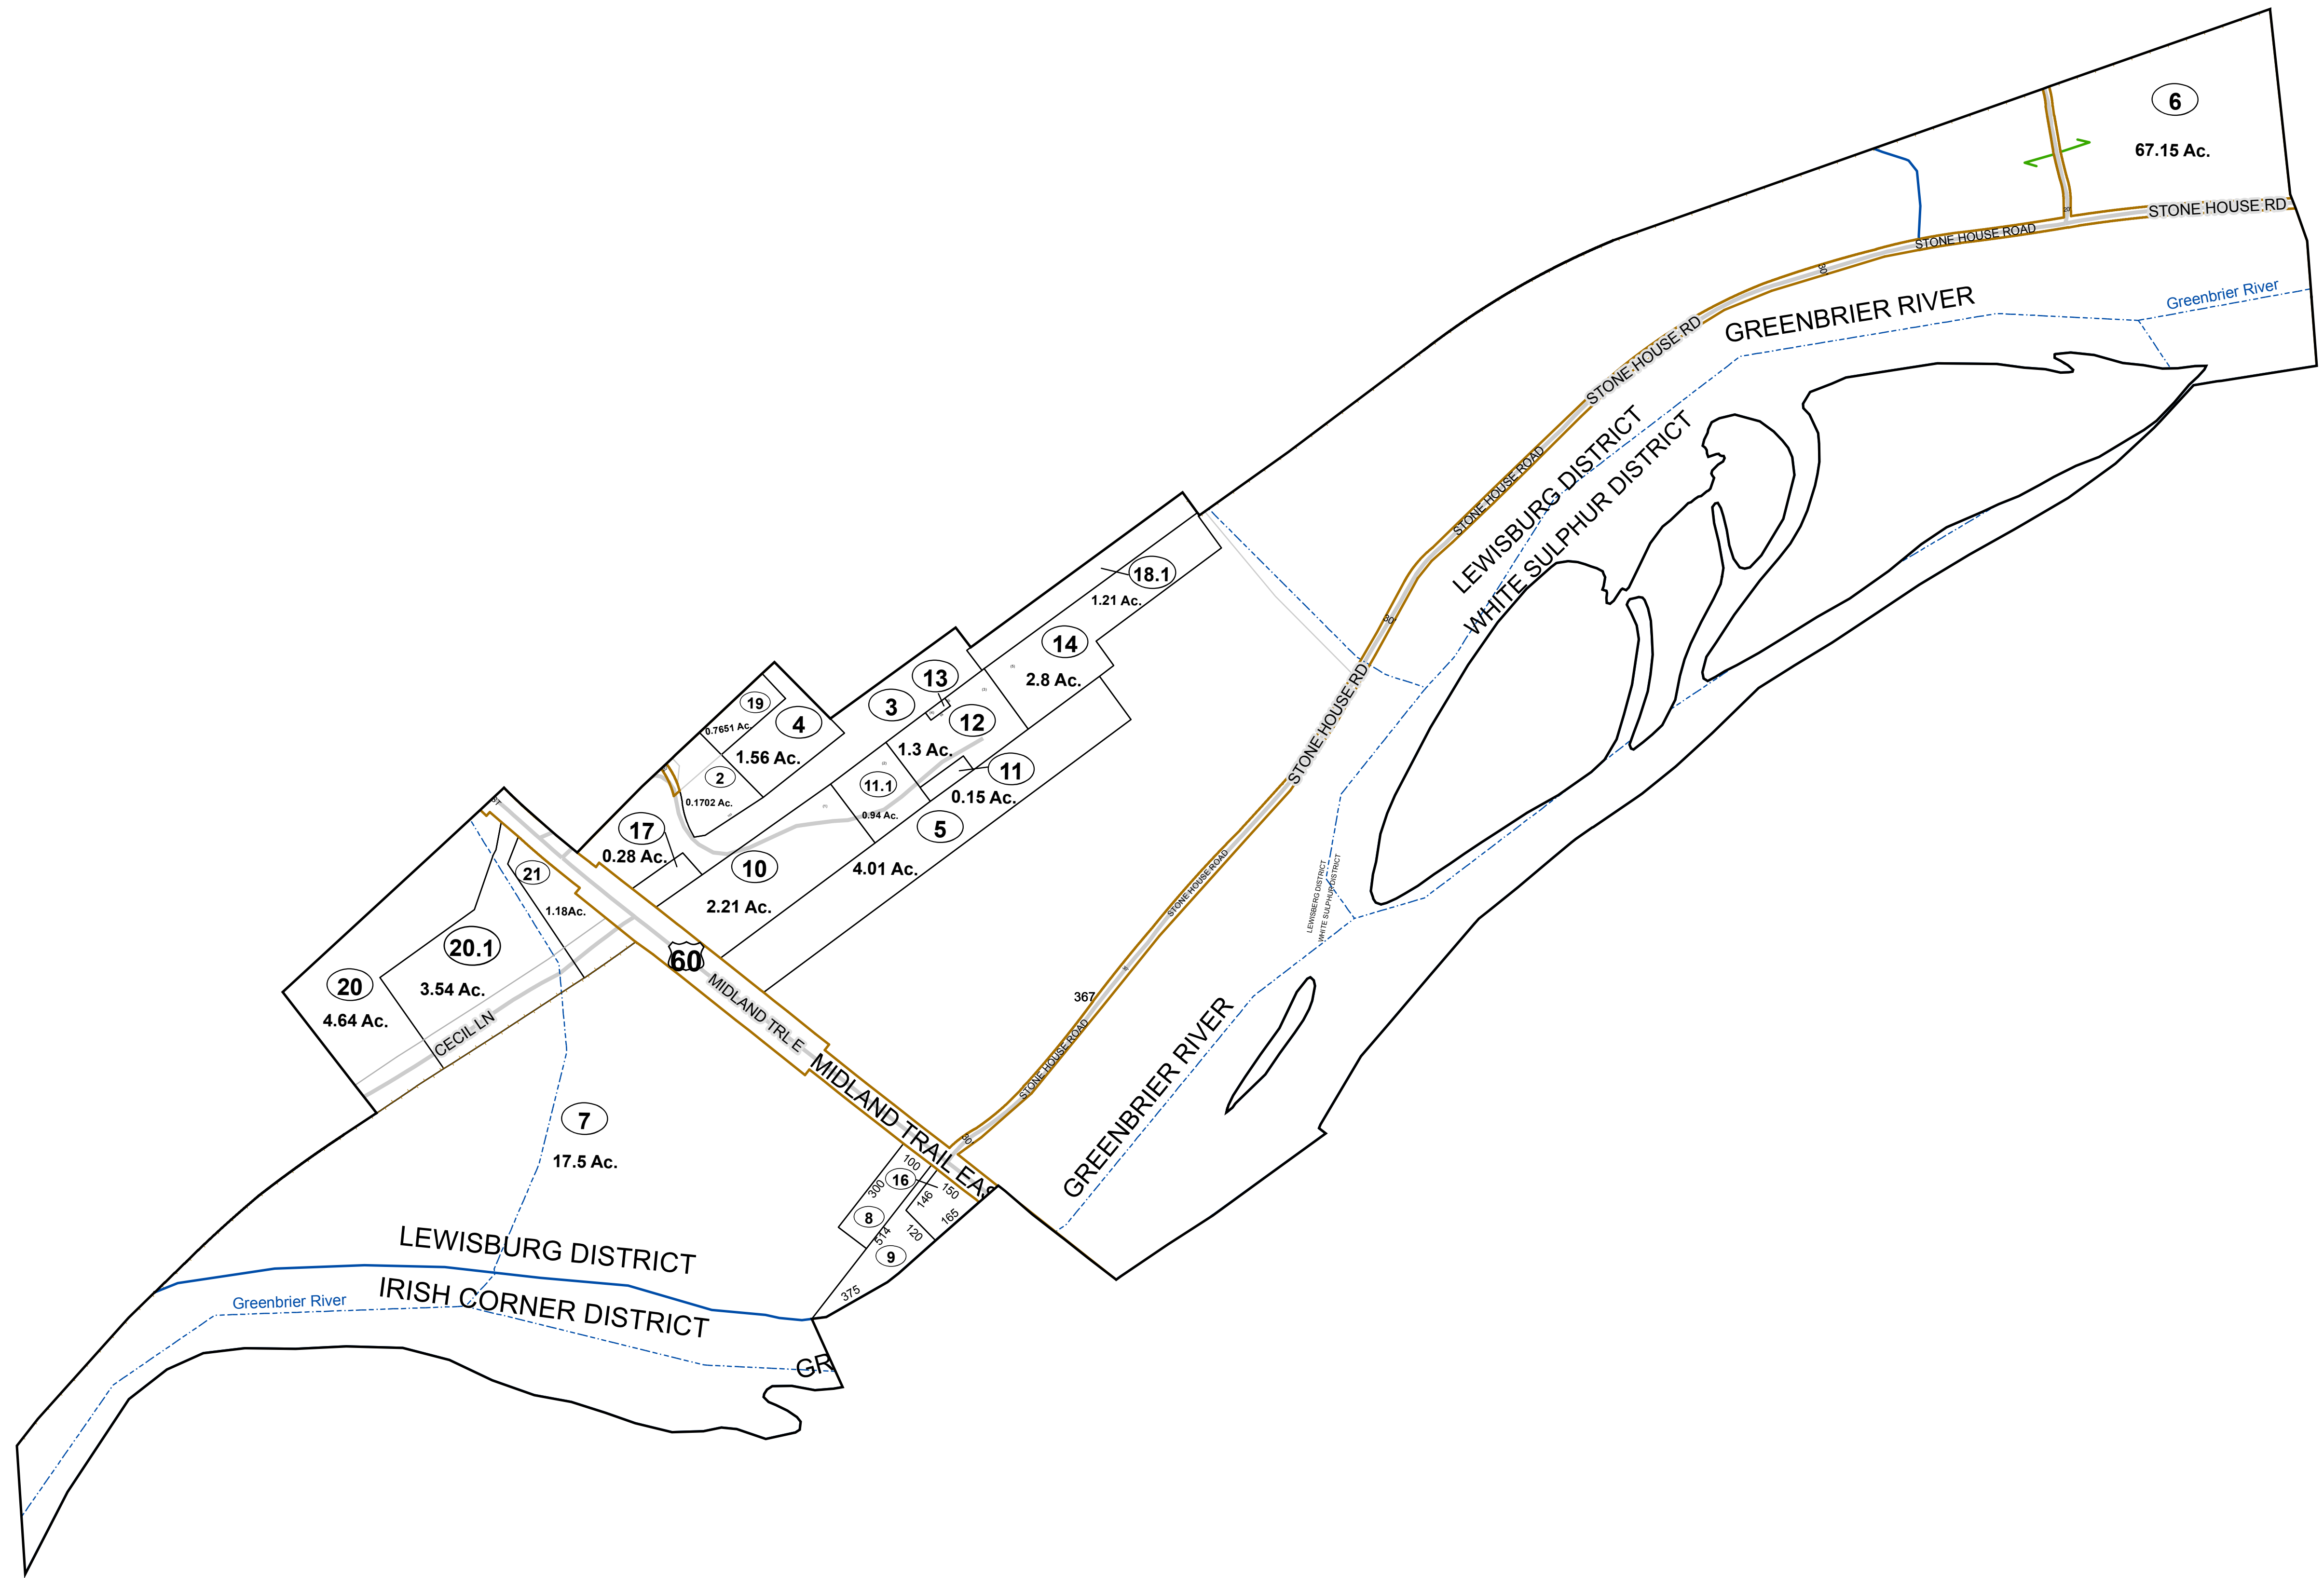 6
67.15 Ac.
20
STONE HOUSE RD
STONE HOUSE ROAD
80
Greenbrier River
GREENBRIER RIVER
STONE HOUSE RD
LEWISBURG DISTRICT
WHITE SULPHUR DISTRICT
STONE HOUSE ROAD
18.1
1.21 Ac.
80
14
2.8 Ac.
13
3
19
0.7651 Ac.
4
1.56 Ac.
12
1.3 Ac.
STONE HOUSE RD
2
0.1702 Ac.
11.1
0.94 Ac.
11
0.15 Ac.
ST
17
0.28 Ac.
5
4.01 Ac.
10
2.21 Ac.
21
1.18Ac.
STONE HOUSE ROAD
LEWISBERG DISTRICT
WHITE SULPHUR DISTRICT
20.1
3.54 Ac.
20
4.64 Ac.
60
MIDLAND TRL E
367
CECIL LN
STONE HOUSE ROAD
GREENBRIER RIVER
MIDLAND TRAIL EAS
7
17.5 Ac.
100
16
300
150
146
8
165
120
514
9
375
LEWISBURG DISTRICT
IRISH CORNER DISTRICT
Greenbrier River
GR